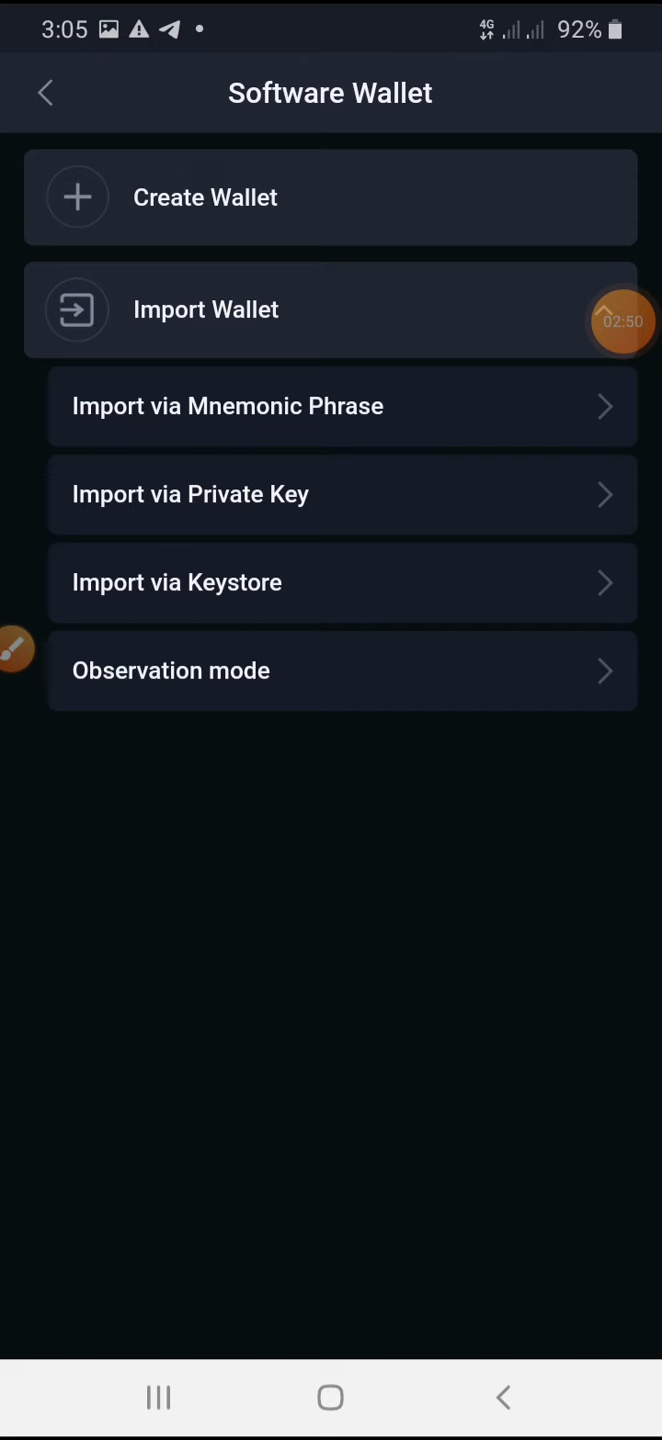 3:05
4G
92%
Software Wallet
Create Wallet
Import Wallet
02:50
Import via Mnemonic Phrase
Import via Private Key
Import via Keystore
Observation mode